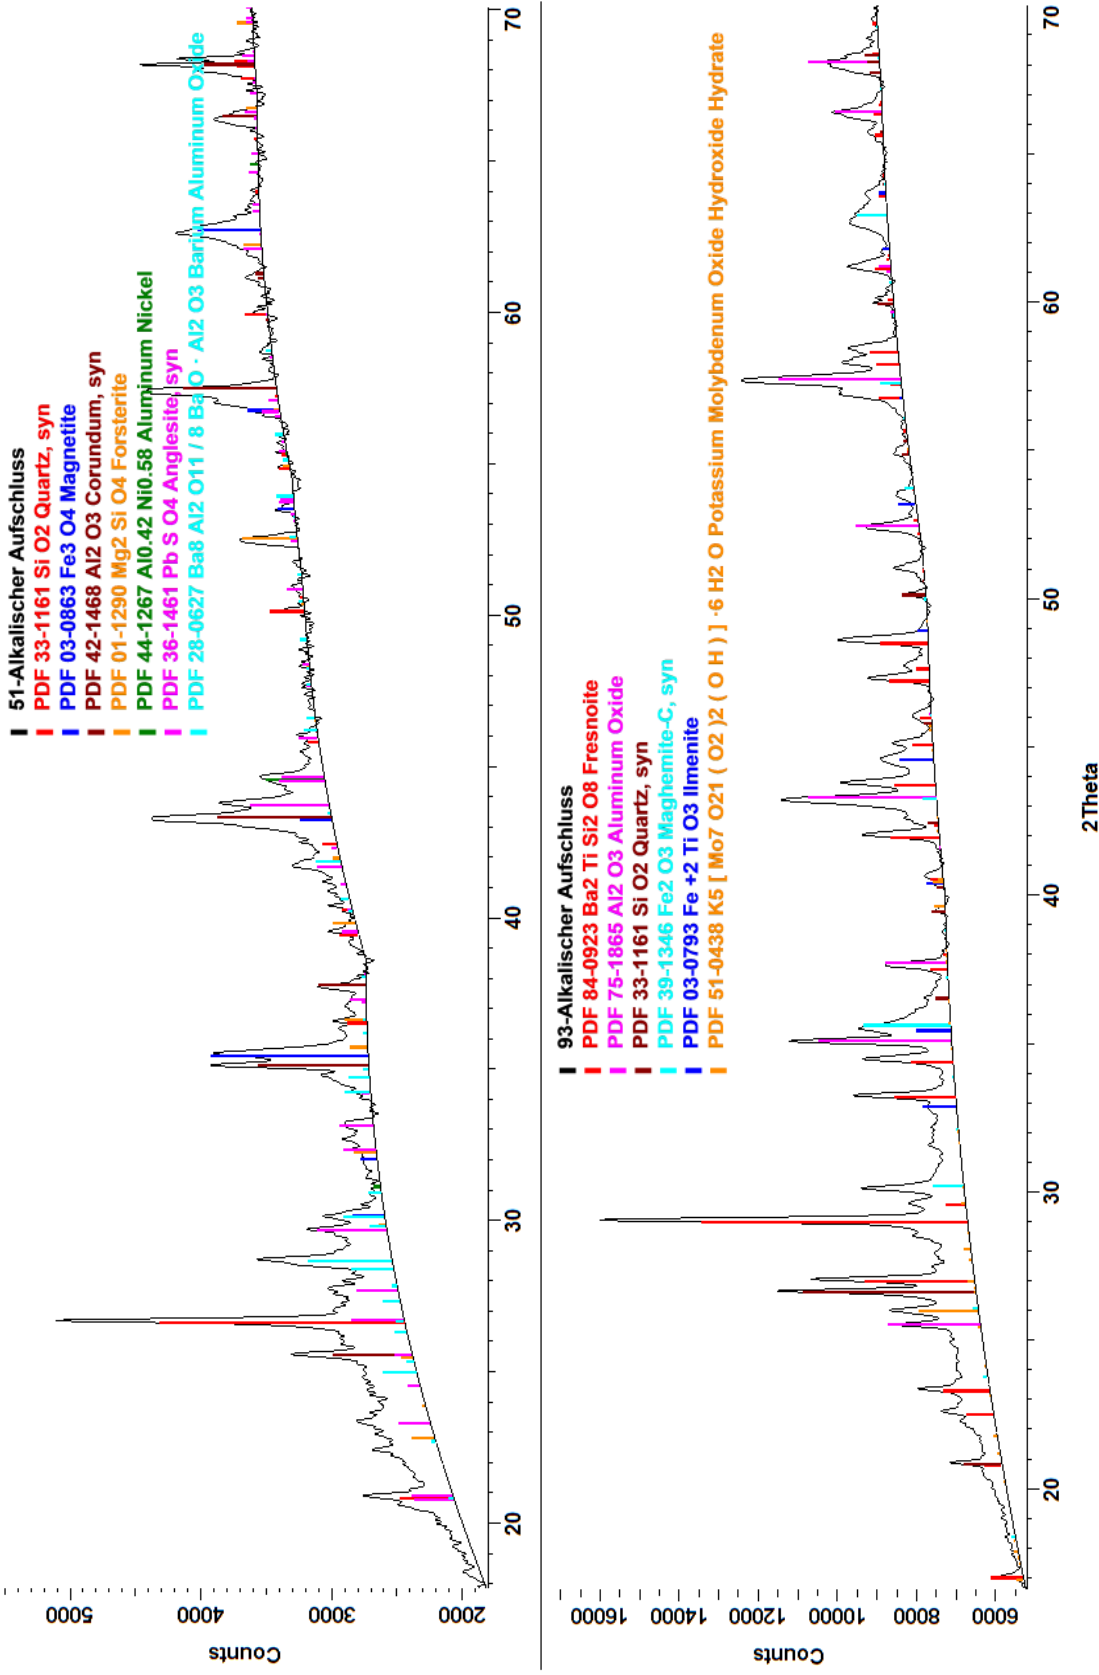 51-Alkalischer Aufschluss
PDF 33-1161 Si O2 Quartz, syn
PDF 03-0863 Fe3 O4 Magnetite
PDF 42-1468 Al2 O3 Corundum, syn
PDF 01-1290 Mg2 Si O4 Forsterite
PDF 44-1267 Al0.42 Ni0.58 Aluminum Nickel
PDF 36-1461 Pb S O4 Anglesite, syn
PDF 28-0627 Ba8 Al2 O11 / 8 Ba O · Al2 O3 Barium Aluminum Oxide
Counts
5000
4000
3000
2000
20
30
40
50
60
70
93-Alkalischer Aufschluss
PDF 84-0923 Ba2 Ti Si2 O8 Fresnoite
PDF 75-1865 Al2 O3 Aluminum Oxide
PDF 33-1161 Si O2 Quartz, syn
PDF 39-1346 Fe2 O3 Maghemite-C, syn
PDF 03-0793 Fe +2 Ti O3 Ilmenite
PDF 51-0438 K5 [ Mo7 O21 ( O2 )2 ( O H ) ] ·6 H2 O Potassium Molybdenum Oxide Hydroxide Hydrate
Counts
16000
14000
12000
10000
8000
6000
20
30
40
50
60
70
2Theta